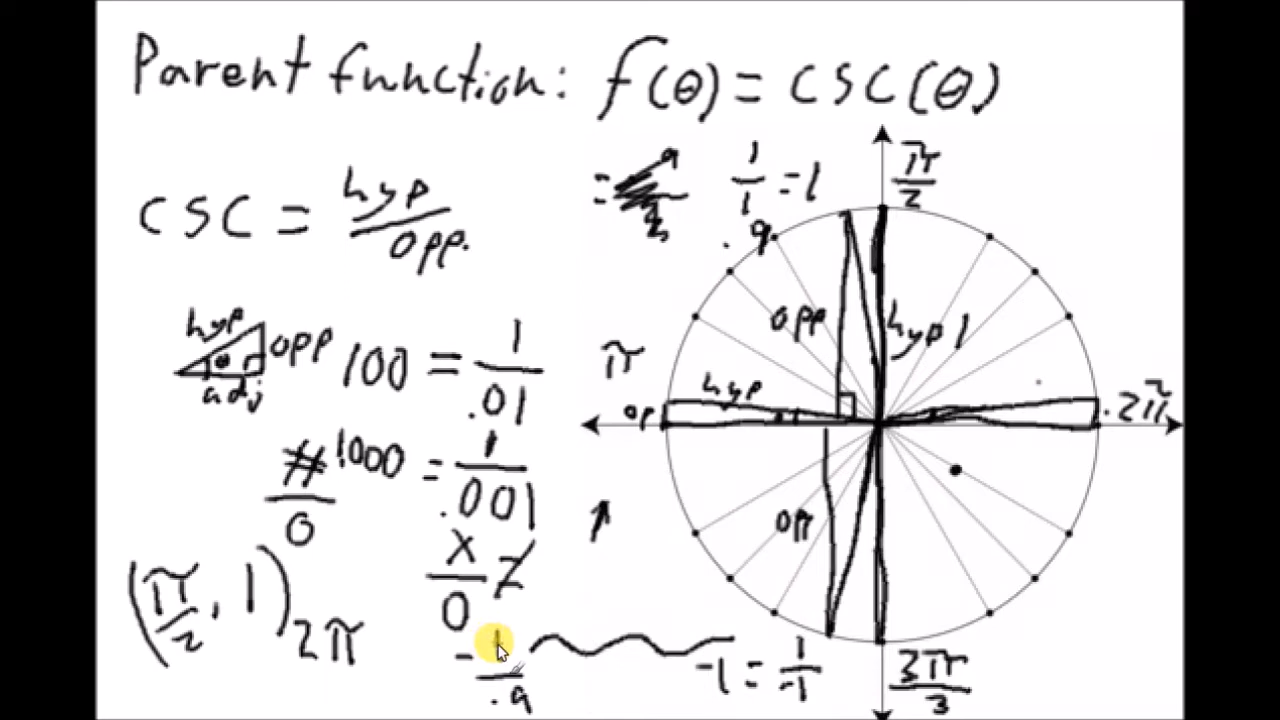 Parent function: f(θ) = csc(θ)
csc = hyp/opp.
=
1/1 = 1
.9
π/2
hyp
opp
θ
adj
100 = 1/.01
π
opp
hyp 1
hyp
op
2π
#/0
1000 = 1/.001
opp
x/0
(π/2, 1)
2π
-1/.9
-1 = 1/-1
3π/3